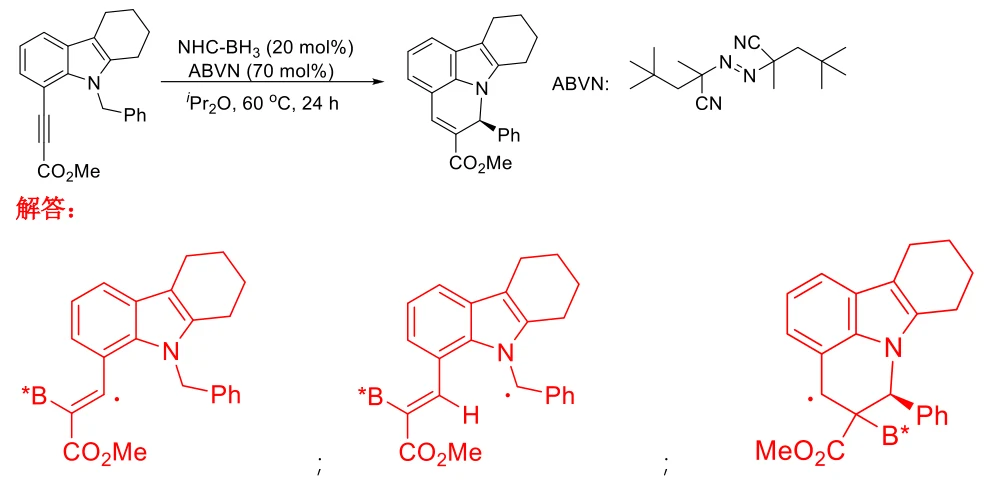 NHC-BH3 (20 mol%)
ABVN (70 mol%)
iPr2O, 60 oC, 24 h
N
Ph
CO2Me
N
Ph
CO2Me
ABVN:
NC
N
N
CN
解答：
N
*B
Ph
CO2Me
;
N
*B
H
Ph
CO2Me
;
N
Ph
MeO2C
B*